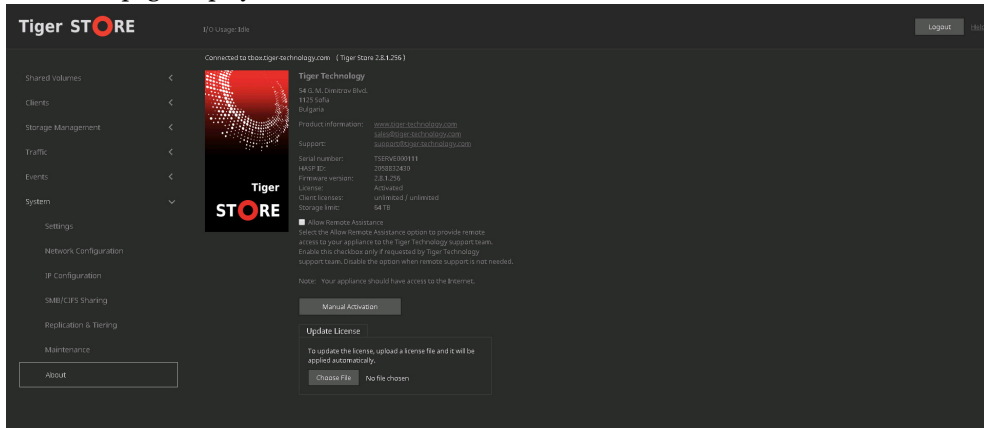 Tiger STORE
I/O Usage: Idle
Logout
Help
Connected to tbox.tiger-technology.com ( Tiger Store 2.8.1.256 )
Shared Volumes
Clients
Storage Management
Traffic
Events
System
Settings
Network Configuration
IP Configuration
SMB/CIFS Sharing
Replication & Tiering
Maintenance
About
Tiger
STORE
Tiger Technology
54 G. M. Dimitrov Blvd.
1125 Sofia
Bulgaria
Product information: www.tiger-technology.com
sales@tiger-technology.com
Support: support@tiger-technology.com
Serial number: TSERVE000111
HASP ID: 2058832430
Firmware version: 2.8.1.256
License: Activated
Client licenses: unlimited / unlimited
Storage limit: 64 TB
Allow Remote Assistance
Select the Allow Remote Assistance option to provide remote
access to your appliance to the Tiger Technology support team.
Enable this checkbox only if requested by Tiger Technology
support team. Disable the option when remote support is not needed.
Note: Your appliance should have access to the Internet.
Manual Activation
Update License
To update the license, upload a license file and it will be
applied automatically.
Choose File No file chosen